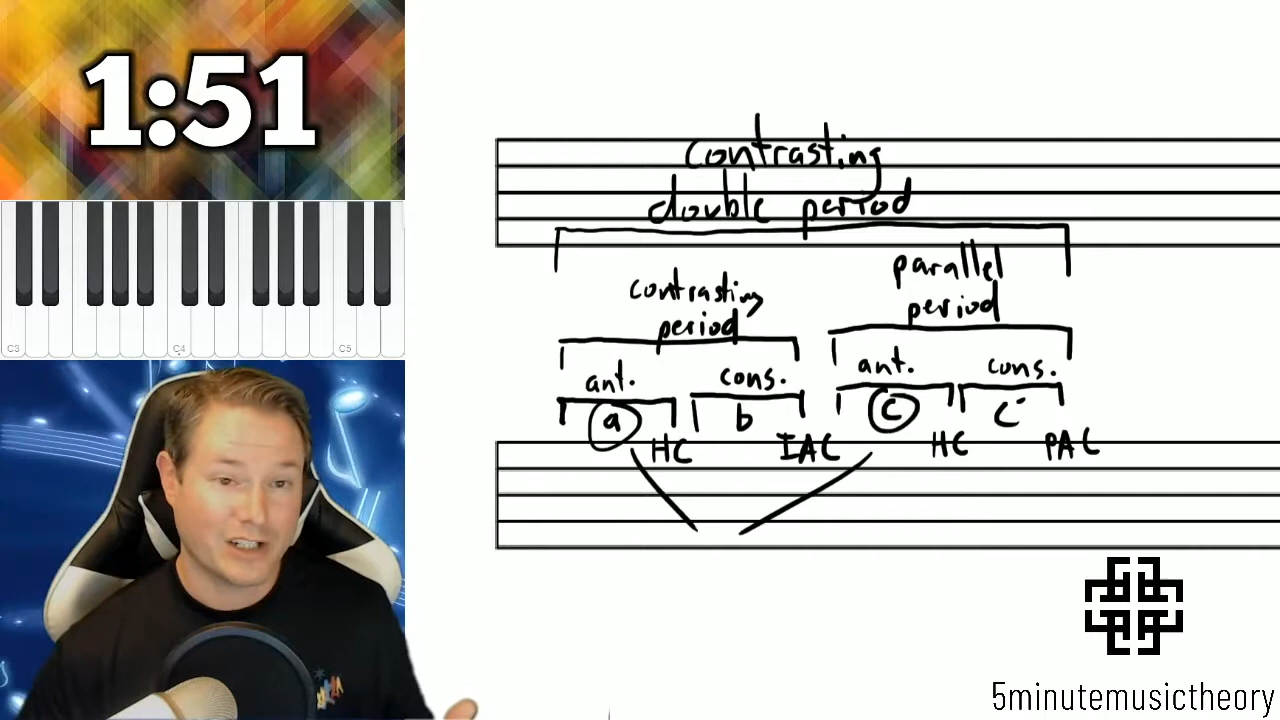 1:51
C3
C4
C5
contrasting
double period
contrasting
period
parallel
period
ant.
cons.
ant.
cons.
a
b
c
c'
HC
IAC
HC
PAC
5minutemusictheory